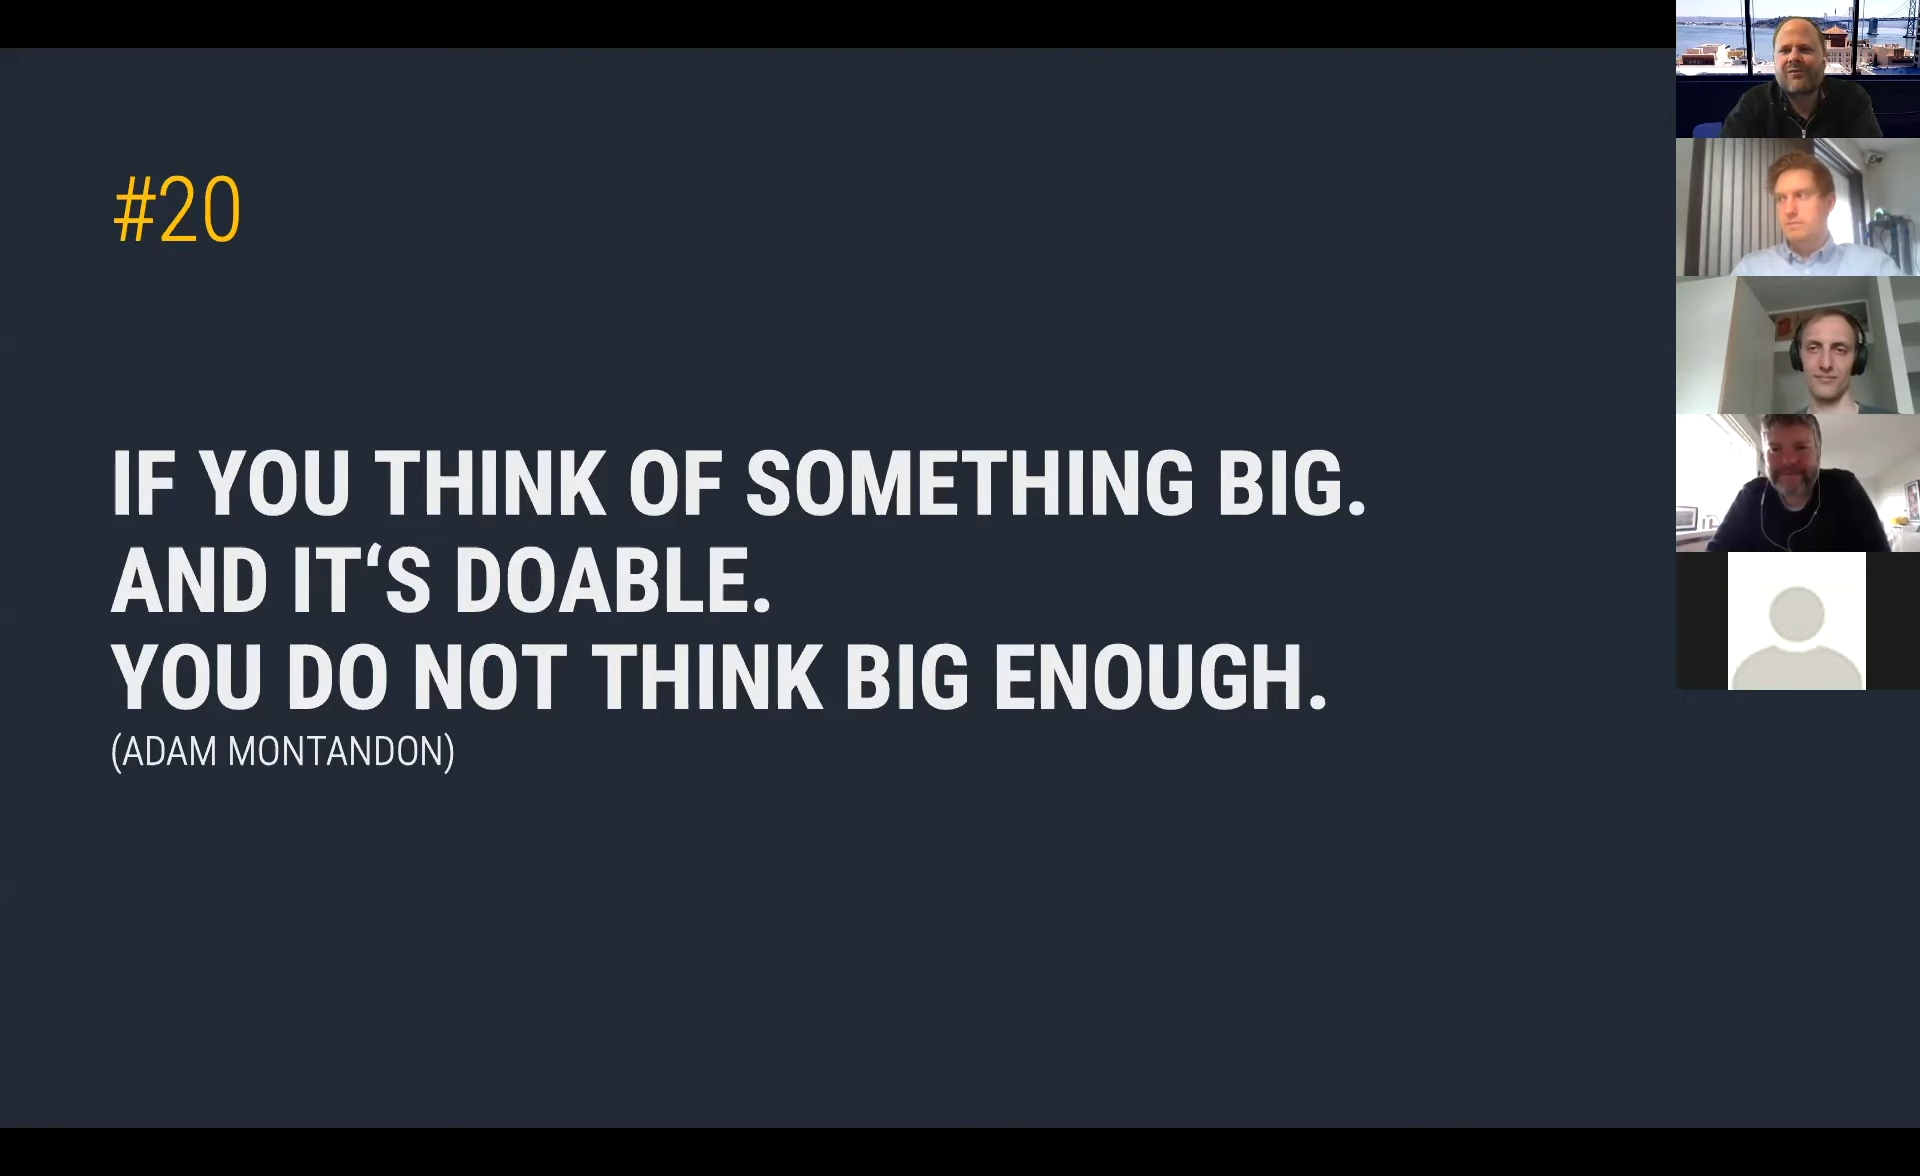 #20
IF YOU THINK OF SOMETHING BIG.
AND IT‘S DOABLE.
YOU DO NOT THINK BIG ENOUGH.
(ADAM MONTANDON)